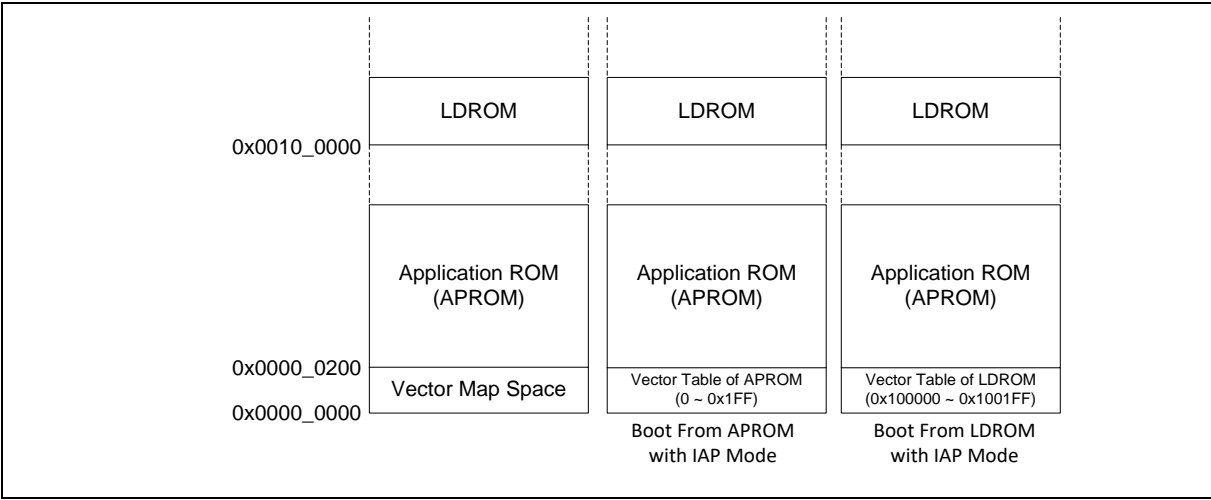 LDROM
LDROM
LDROM
0x0010_0000
Application ROM
(APROM)
Application ROM
(APROM)
Application ROM
(APROM)
0x0000_0200
Vector Map Space
Vector Table of APROM
(0 ~ 0x1FF)
Vector Table of LDROM
(0x100000 ~ 0x1001FF)
0x0000_0000
Boot From APROM
with IAP Mode
Boot From LDROM
with IAP Mode